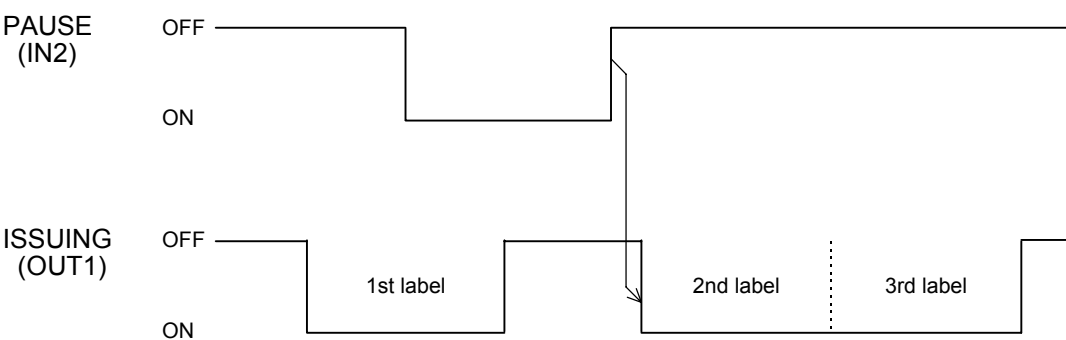 PAUSE OFF
(IN2)
ON
ISSUING OFF
(OUT1)
1st label 2nd label 3rd label
ON